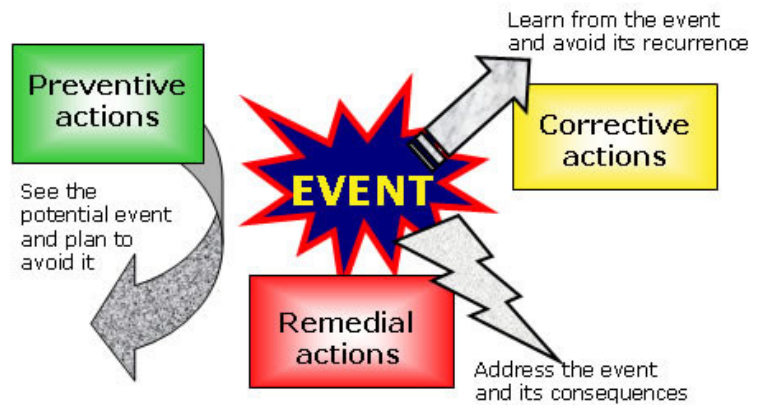 Learn from the event
and avoid its recurrence
Preventive
actions
Corrective
actions
See the
potential event
and plan to
avoid it
EVENT
Remedial
actions
Address the event
and its consequences